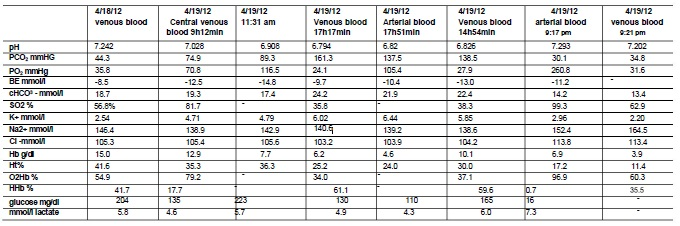 4/18/12 4/19/12 4/19/12 4/19/12 4/19/12 4/19/12 4/19/12 4/19/12
venous blood Central venous 11:31 am Venous Arterial blood Venous blood arterial blood venous blood
blood 9h12min blood 17h51min 14h54min 9:17 pm 9:21 pm
17h17min
pH 7.242 7.028 6.908 6.794 6.82 6.826 7.293 7.202
PCO2 mmHG 44.3 74.9 89.3 161.3 137.5 138.5 30.1 34.8
PO2 mmHg 35.8 70.8 116.5 24.1 105.4 27.9 260.8 31.6
BE mmol/l -8.5 -12.5 -14.8 -9.7 -10.4 -13.0 -11.2 -
cHCO3 - mmol/l 18.7 19.3 17.4 24.2 21.9 22.4 14.2 13.4
SO2 % 56.8% 81.7 - 35.8 - 38.3 99.3 62.9
K+ mmol/l 2.54 4.71 4.79 6.02 6.44 5.85 2.96 2.20
Na2+ mmol/l 146.4 138.9 142.9 140.6 139.2 138.6 152.4 164.5
Cl -mmol/l 105.3 105.4 105.6 103.2 103.9 104.2 113.8 113.4
Hb g/dl 15.0 12.9 7.7 6.2 4.6 10.1 6.9 3.9
Ht% 41.6 35.3 36.3 25.2 24.0 30.0 17.2 11.4
O2Hb % 54.9 79.2 - 34.0 - 37.1 96.9 60.3
HHb % 41.7 17.7 - 61.1 - 59.6 0.7 35.5
glucose mg/dl 204 135 223 130 110 165 16 -
mmol/l lactate 5.8 4.6 5.7 4.9 4.3 6.0 7.3 -